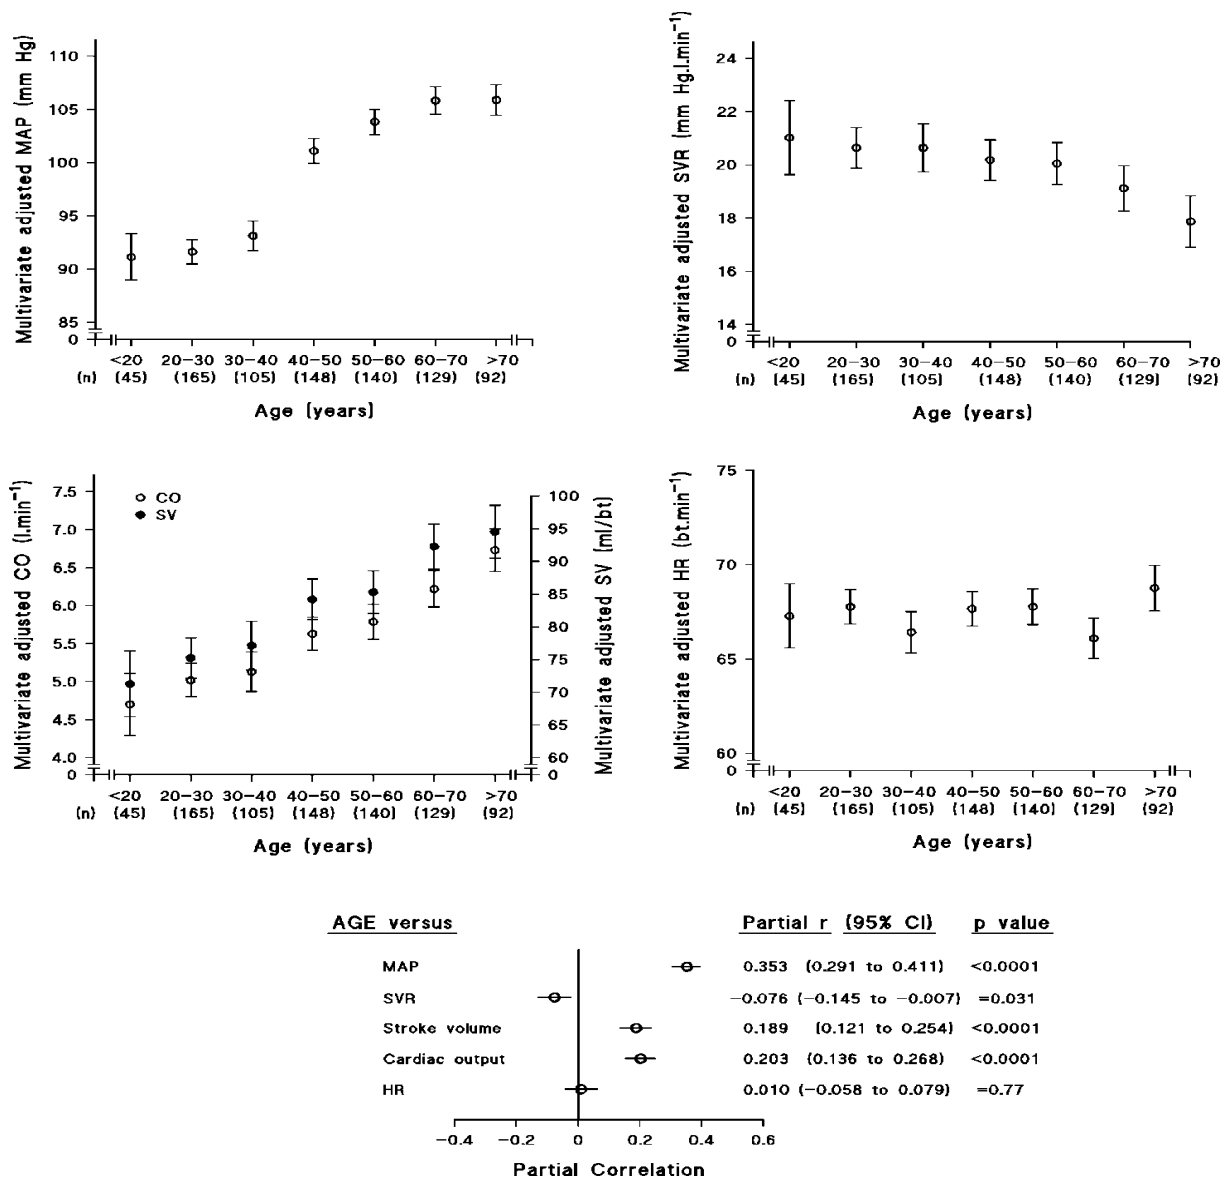 Multivariate adjusted MAP (mm Hg)
110
105
100
95
90
85
0
<20 20–30 30–40 40–50 50–60 60–70 >70
(n) (45) (165) (105) (148) (140) (129) (92)
Age (years)
Multivariate adjusted SVR (mm Hg.l.min⁻¹)
24
22
20
18
16
14
0
<20 20–30 30–40 40–50 50–60 60–70 >70
(n) (45) (165) (105) (148) (140) (129) (92)
Age (years)
Multivariate adjusted CO (l.min⁻¹)
7.5
7.0
6.5
6.0
5.5
5.0
4.5
4.0
0
CO
SV
100
95
90
85
80
75
70
65
60
0
Multivariate adjusted SV (ml/bt)
<20 20–30 30–40 40–50 50–60 60–70 >70
(n) (45) (165) (105) (148) (140) (129) (92)
Age (years)
Multivariate adjusted HR (bt.min⁻¹)
75
70
65
60
0
<20 20–30 30–40 40–50 50–60 60–70 >70
(n) (45) (165) (105) (148) (140) (129) (92)
Age (years)
AGE versus Partial r (95% CI) p value
MAP 0.353 (0.291 to 0.411) <0.0001
SVR −0.076 (−0.145 to −0.007) =0.031
Stroke volume 0.189 (0.121 to 0.254) <0.0001
Cardiac output 0.203 (0.136 to 0.268) <0.0001
HR 0.010 (−0.058 to 0.079) =0.77
−0.4 −0.2 0 0.2 0.4 0.6
Partial Correlation